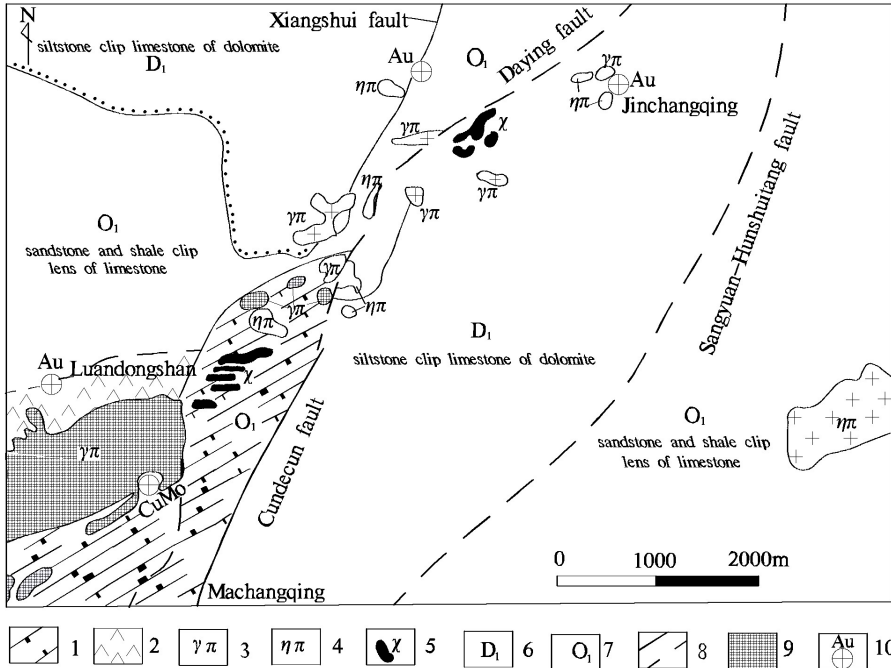 N
Xiangshui fault
siltstone clip limestone of dolomite
D₁
Au
O₁
Daying fault
γπ
ηπ
Au
ηπ
Jinchangqing
χ
γπ
ηπ
γπ
γπ
γπ
O₁
sandstone and shale clip
lens of limestone
γπ
γπ
ηπ
ηπ
Sangyuan-Hunshuitang fault
D₁
siltstone clip limestone of dolomite
Au
Luandongshan
χ
O₁
O₁
sandstone and shale clip
lens of limestone
ηπ
γπ
CuMo
Cundecun fault
Machangqing
0 1000 2000m
1 2 γπ 3 ηπ 4 χ 5 D₁ 6 O₁ 7 8 9 Au 10